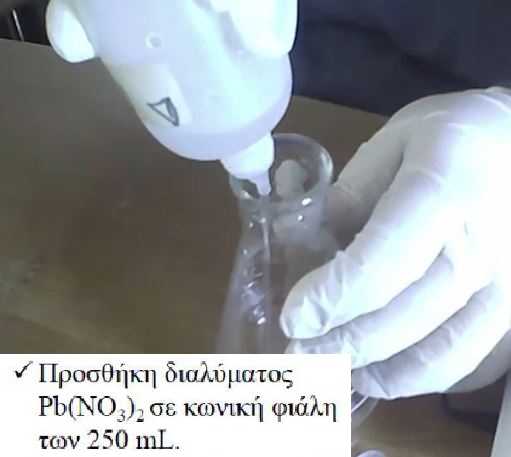 ✓ Προσθήκη διαλύματος
Pb(NO₃)₂ σε κωνική φιάλη
των 250 mL.